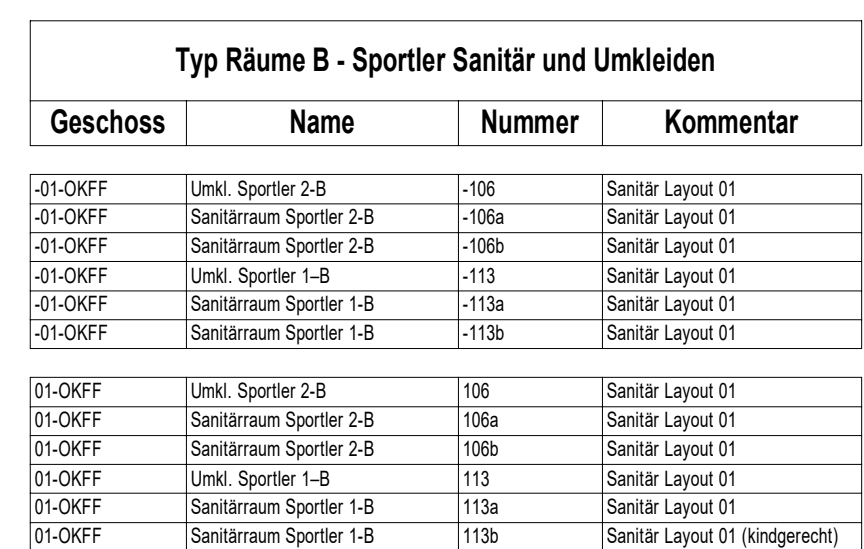 Typ Räume B - Sportler Sanitär und Umkleiden
Geschoss Name Nummer Kommentar
-01-OKFF Umkl. Sportler 2-B -106 Sanitär Layout 01
-01-OKFF Sanitärraum Sportler 2-B -106a Sanitär Layout 01
-01-OKFF Sanitärraum Sportler 2-B -106b Sanitär Layout 01
-01-OKFF Umkl. Sportler 1–B -113 Sanitär Layout 01
-01-OKFF Sanitärraum Sportler 1-B -113a Sanitär Layout 01
-01-OKFF Sanitärraum Sportler 1-B -113b Sanitär Layout 01
01-OKFF Umkl. Sportler 2-B 106 Sanitär Layout 01
01-OKFF Sanitärraum Sportler 2-B 106a Sanitär Layout 01
01-OKFF Sanitärraum Sportler 2-B 106b Sanitär Layout 01
01-OKFF Umkl. Sportler 1–B 113 Sanitär Layout 01
01-OKFF Sanitärraum Sportler 1-B 113a Sanitär Layout 01
01-OKFF Sanitärraum Sportler 1-B 113b Sanitär Layout 01 (kindgerecht)